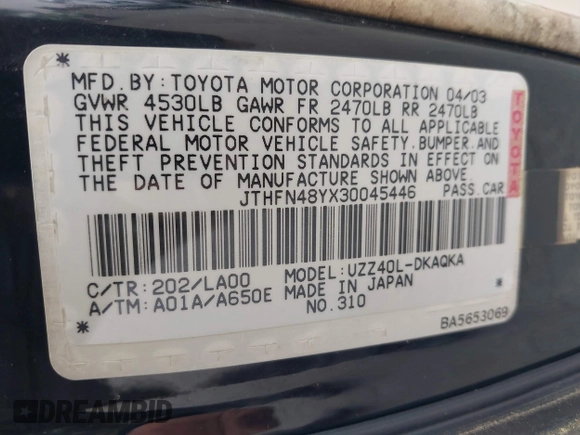 MFD.BY:TOYOTA MOTOR CORPORATION 04/03
GVWR 4530LB GAWR FR 2470LB RR 2470LB
THIS VEHICLE CONFORMS TO ALL APPLICABLE
FEDERAL MOTOR VEHICLE SAFETY,BUMPER,AND
THEFT PREVENTION STANDARDS IN EFFECT ON
THE DATE OF MANUFACTURE SHOWN ABOVE.
JTHFN48YX30045446 PASS.CAR
TOYOTA
C/TR:202/LA00 MODEL:UZZ40L-DKAQKA
A/TM:A01A/A650E MADE IN JAPAN
NO.310
BA5653069
DREAMBID